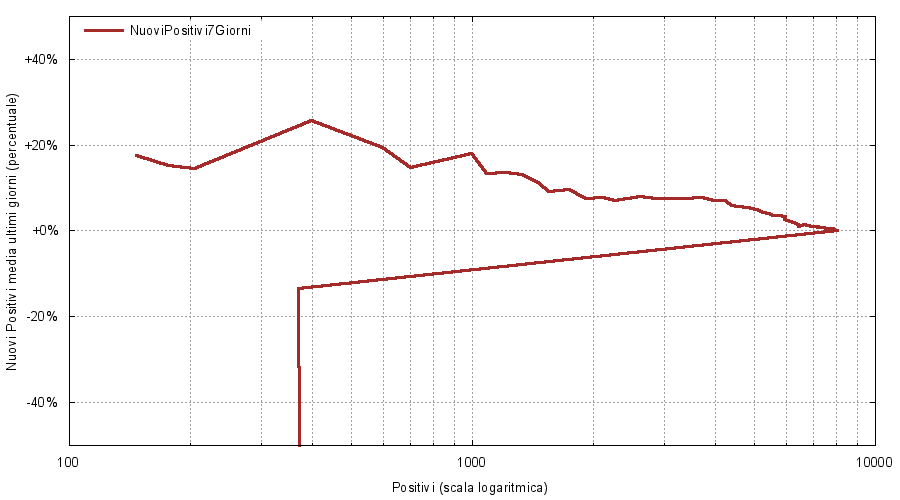 NuoviPositivi7Giorni
Nuovi Positivi media ultimi giorni (percentuale)
+40%
+20%
+0%
-20%
-40%
100
1000
10000
Positivi (scala logaritmica)